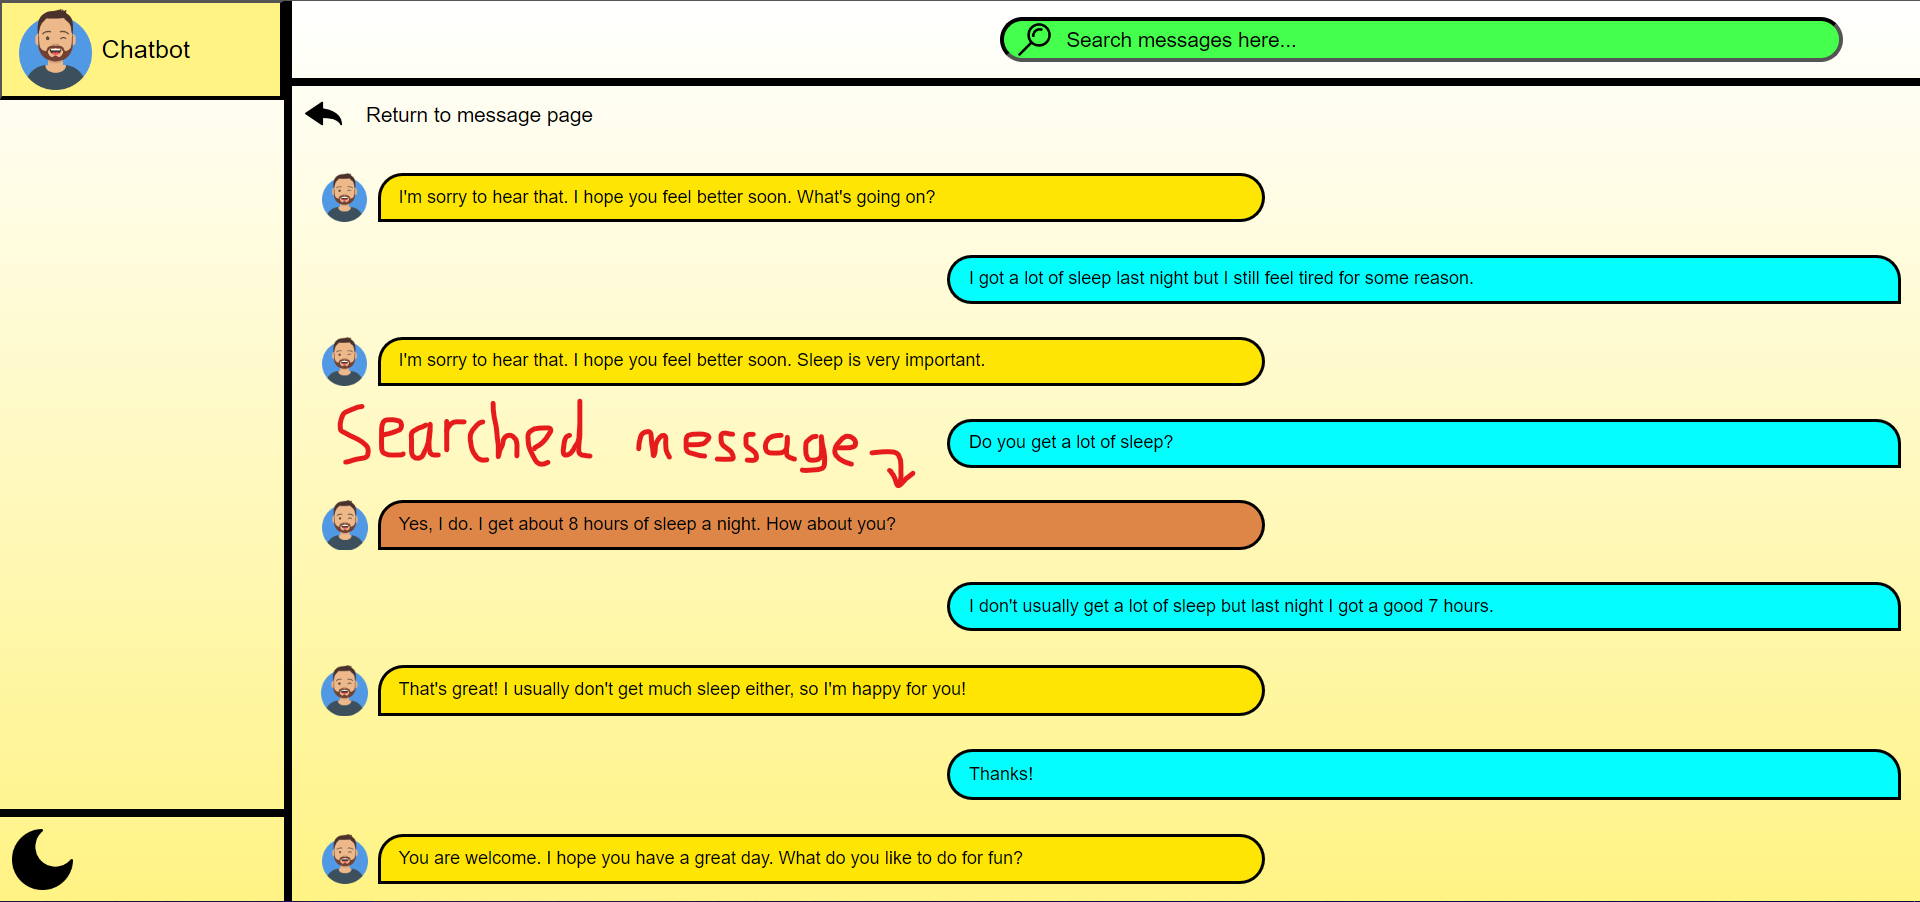 Chatbot
Search messages here...
Return to message page
I'm sorry to hear that. I hope you feel better soon. What's going on?
I got a lot of sleep last night but I still feel tired for some reason.
I'm sorry to hear that. I hope you feel better soon. Sleep is very important.
Searched message
Do you get a lot of sleep?
Yes, I do. I get about 8 hours of sleep a night. How about you?
I don't usually get a lot of sleep but last night I got a good 7 hours.
That's great! I usually don't get much sleep either, so I'm happy for you!
Thanks!
You are welcome. I hope you have a great day. What do you like to do for fun?